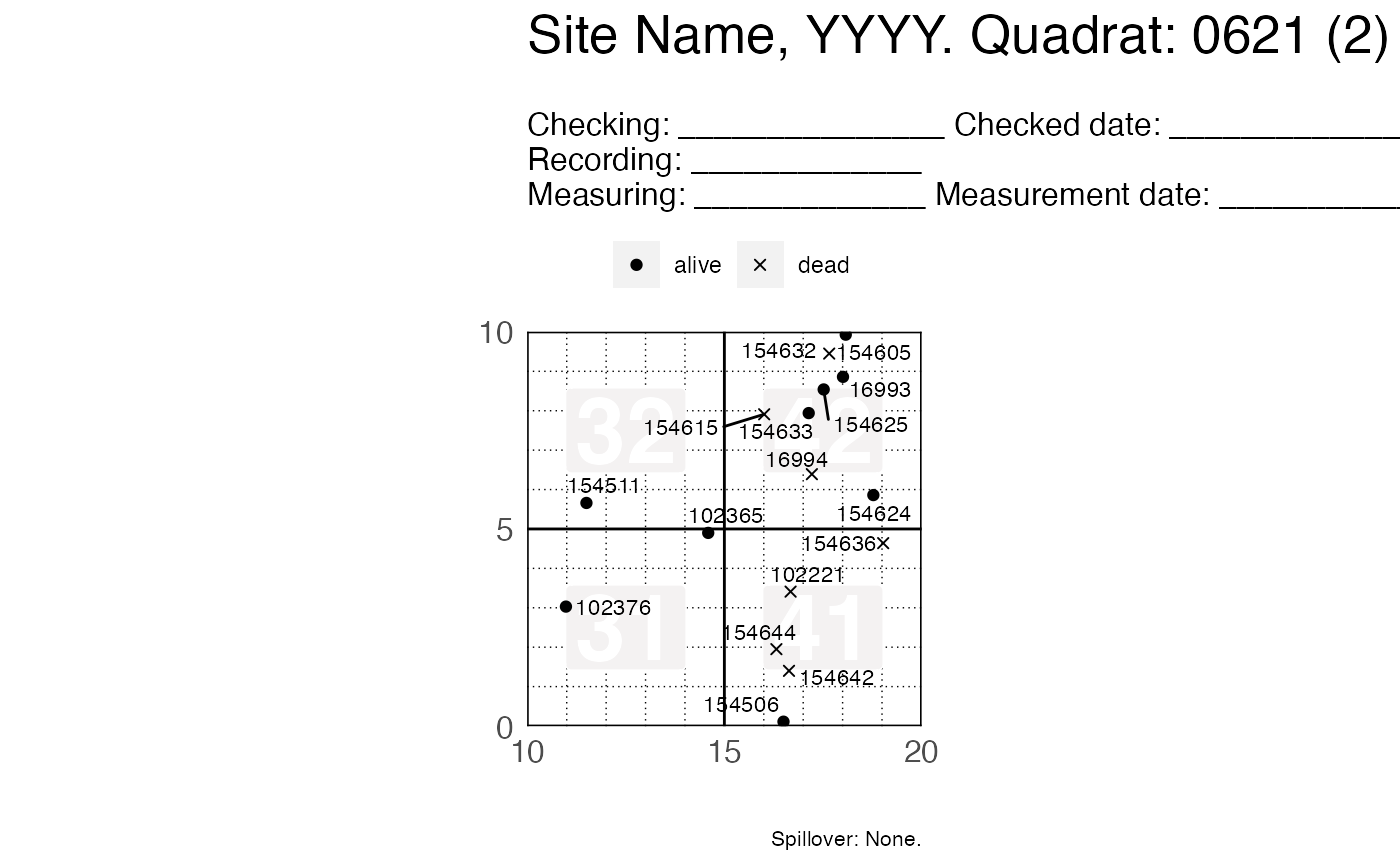 Site Name, YYYY. Quadrat: 0621 (2)
Checking: _______________ Checked date: _____________
Recording: _____________
Measuring: _____________ Measurement date: __________
alive dead
10
154632 154605
16993
32 42
154615 154633 154625
16994
154511
102365 154624
5
154636
102221
102376 31 41
154644
154642
154506
0
10 15 20
Spillover: None.